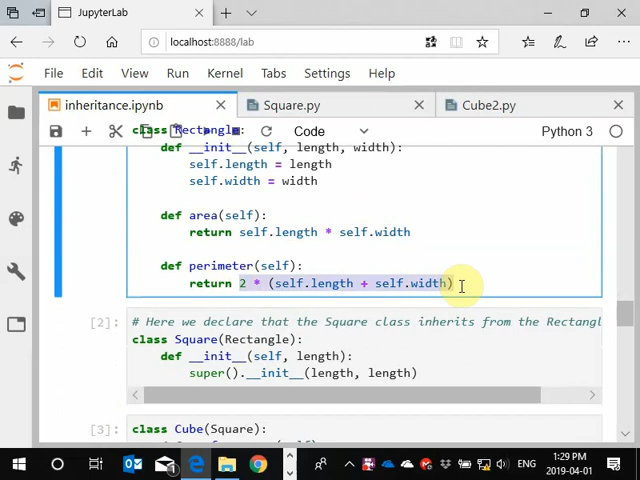 JupyterLab
localhost:8888/lab
File Edit View Run Kernel Tabs Settings Help
inheritance.ipynb Square.py Cube2.py
Code Python 3
class Rectangle:
def __init__(self, length, width):
self.length = length
self.width = width
def area(self):
return self.length * self.width
def perimeter(self):
return 2 * (self.length + self.width)
[2]: # Here we declare that the Square class inherits from the Rectangl
class Square(Rectangle):
def __init__(self, length):
super().__init__(length, length)
[3]: class Cube(Square):
ENG 1:29 PM
2019-04-01